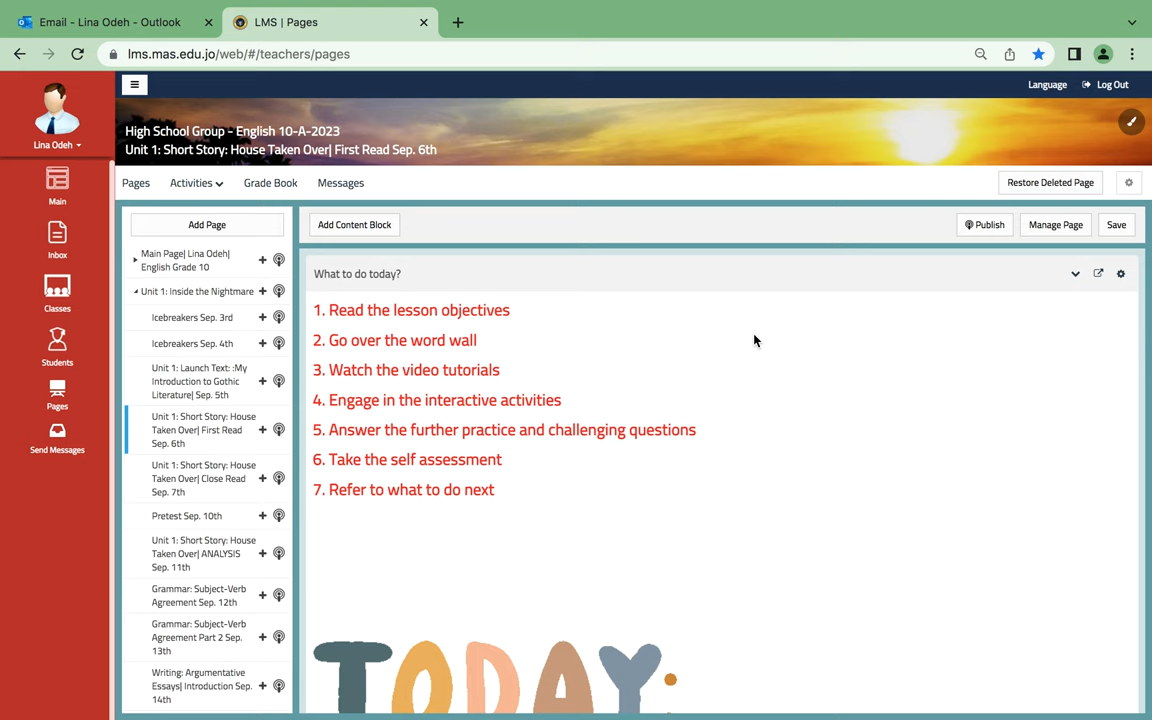 Email - Lina Odeh - Outlook
LMS | Pages
lms.mas.edu.jo/web/#/teachers/pages
Language
Log Out
High School Group - English 10-A-2023
Unit 1: Short Story: House Taken Over| First Read Sep. 6th
Lina Odeh
Pages
Activities
Grade Book
Messages
Restore Deleted Page
Main
Inbox
Classes
Students
Pages
Send Messages
Add Page
Main Page| Lina Odeh|
English Grade 10
Unit 1: Inside the Nightmare
Icebreakers Sep. 3rd
Icebreakers Sep. 4th
Unit 1: Launch Text: :My
Introduction to Gothic
Literature| Sep. 5th
Unit 1: Short Story: House
Taken Over| First Read
Sep. 6th
Unit 1: Short Story: House
Taken Over| Close Read
Sep. 7th
Pretest Sep. 10th
Unit 1: Short Story: House
Taken Over| ANALYSIS
Sep. 11th
Grammar: Subject-Verb
Agreement Sep. 12th
Grammar: Subject-Verb
Agreement Part 2 Sep.
13th
Writing: Argumentative
Essays| Introduction Sep.
14th
Add Content Block
Publish
Manage Page
Save
What to do today?
1. Read the lesson objectives
2. Go over the word wall
3. Watch the video tutorials
4. Engage in the interactive activities
5. Answer the further practice and challenging questions
6. Take the self assessment
7. Refer to what to do next
TODAY: